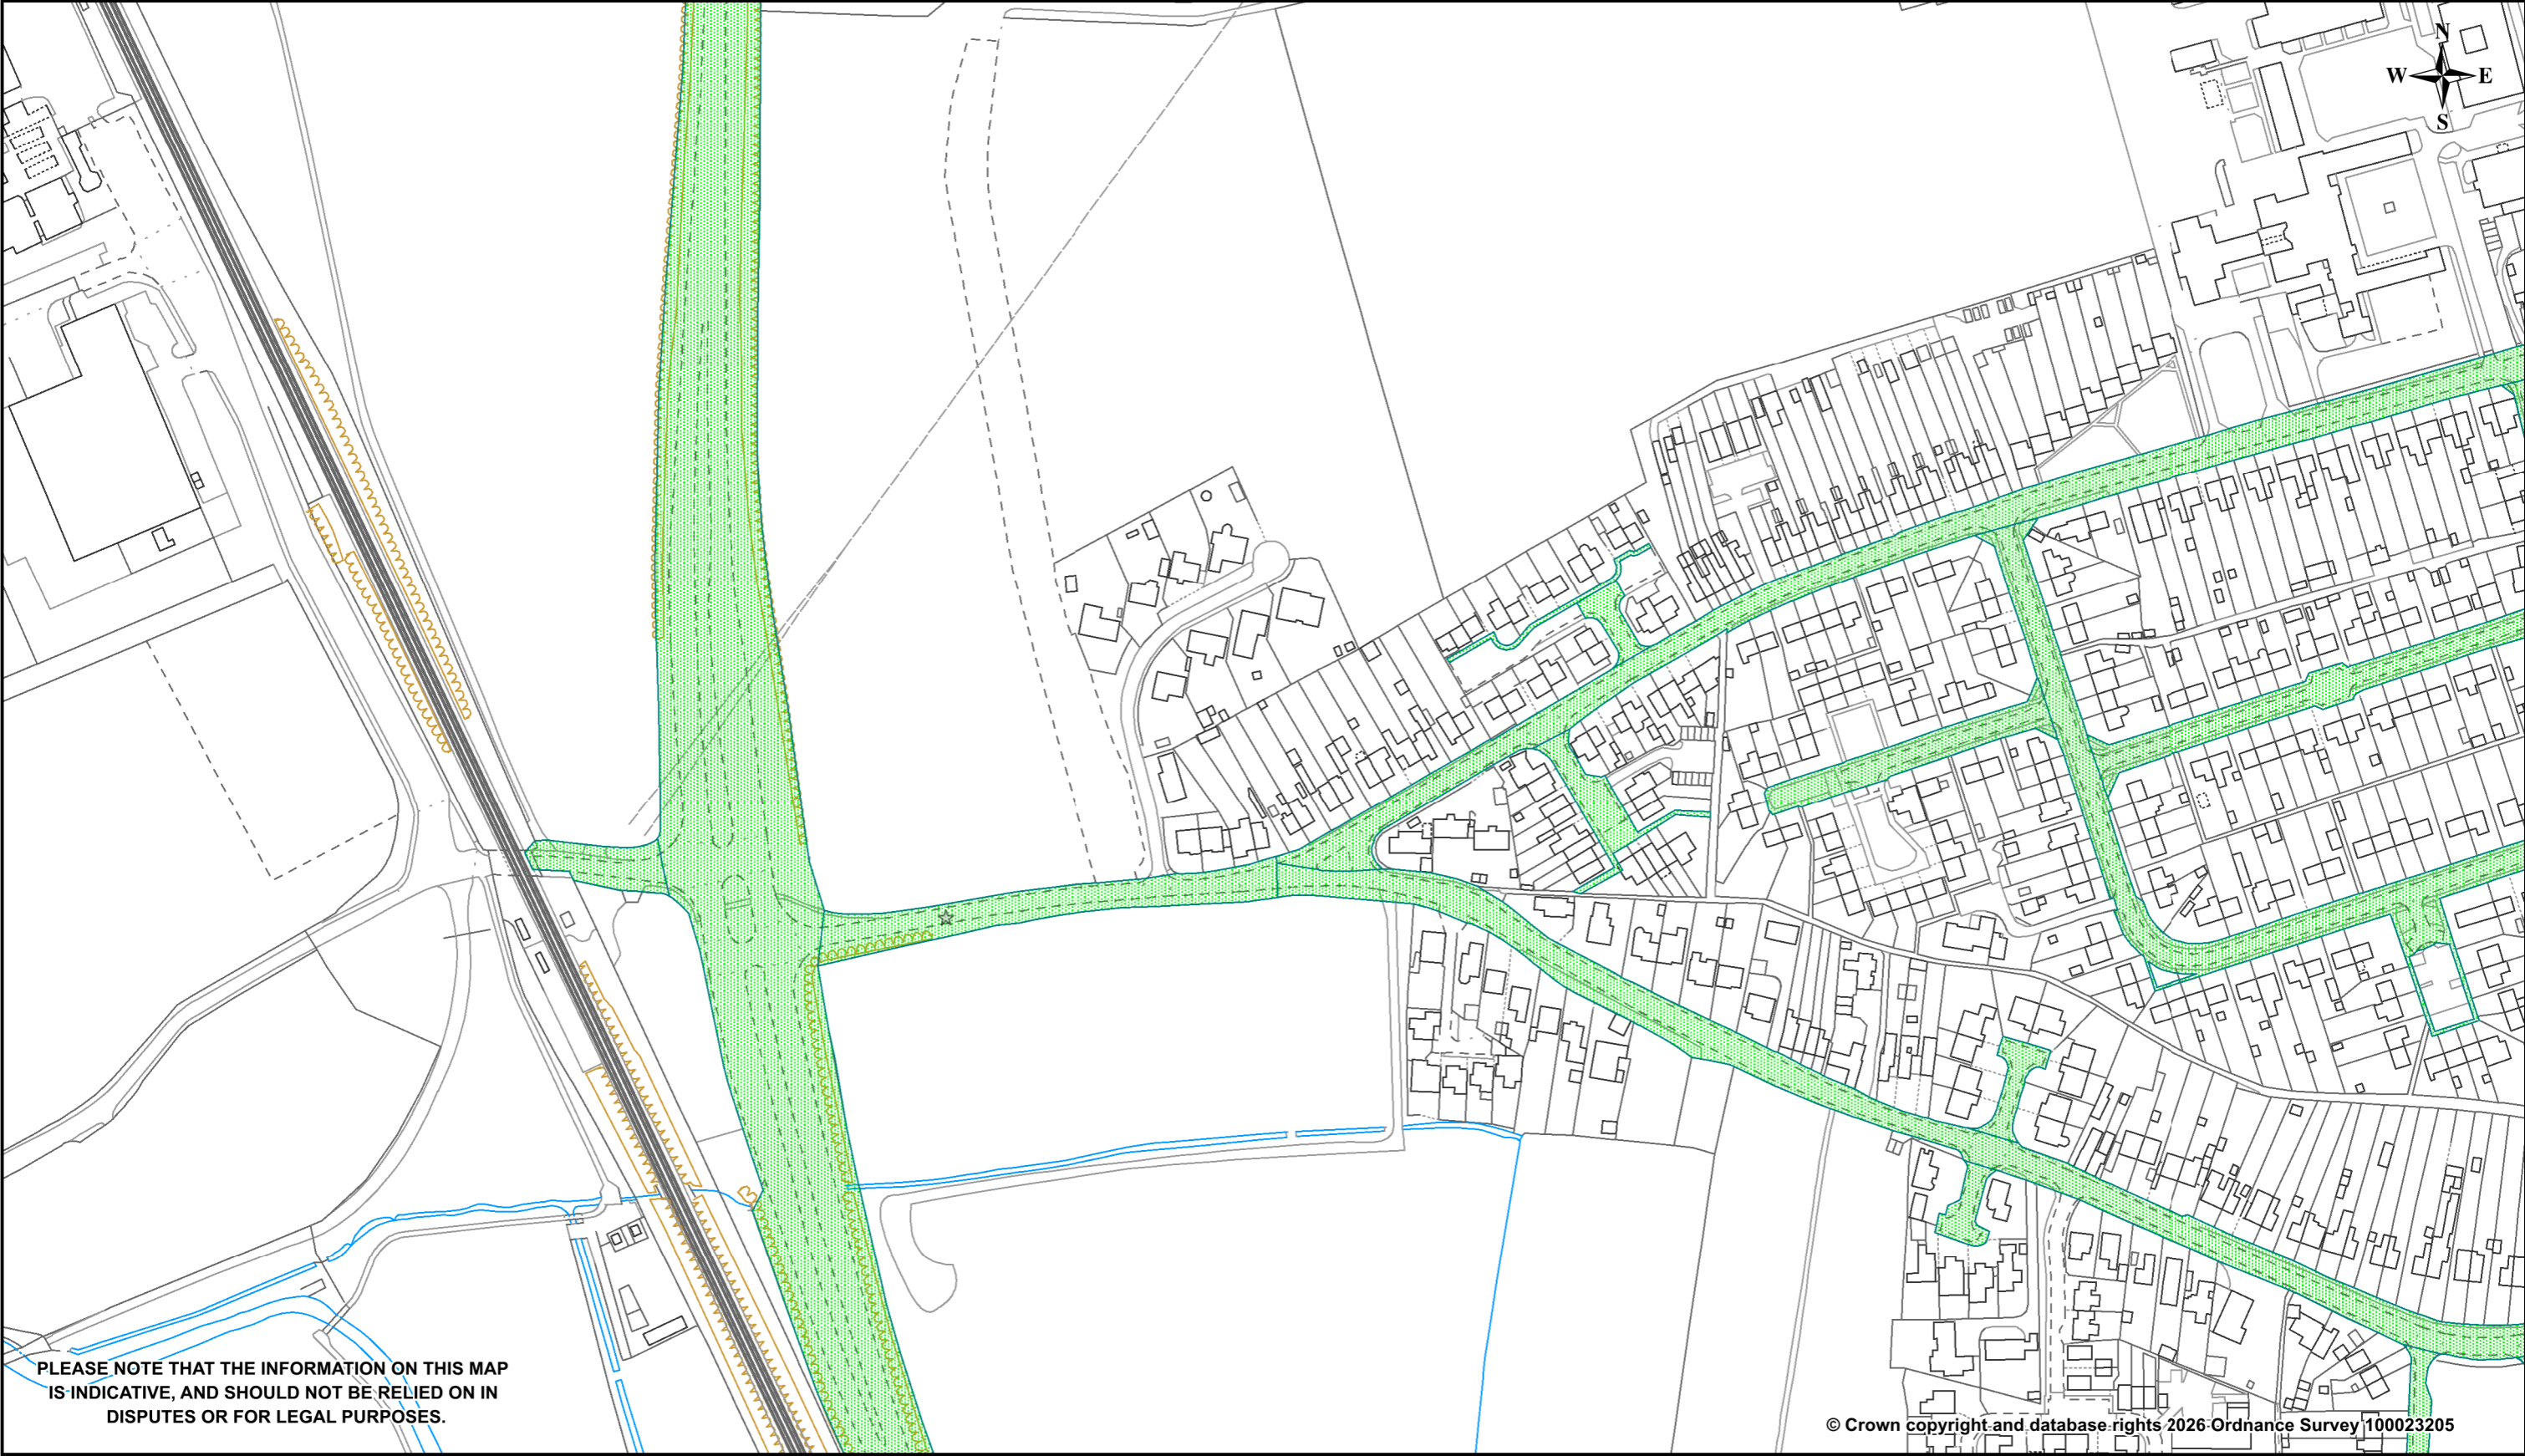 N
W E
S
PLEASE NOTE THAT THE INFORMATION ON THIS MAP
IS INDICATIVE, AND SHOULD NOT BE RELIED ON IN
DISPUTES OR FOR LEGAL PURPOSES.
© Crown copyright and database rights 2026 Ordnance Survey 100023205